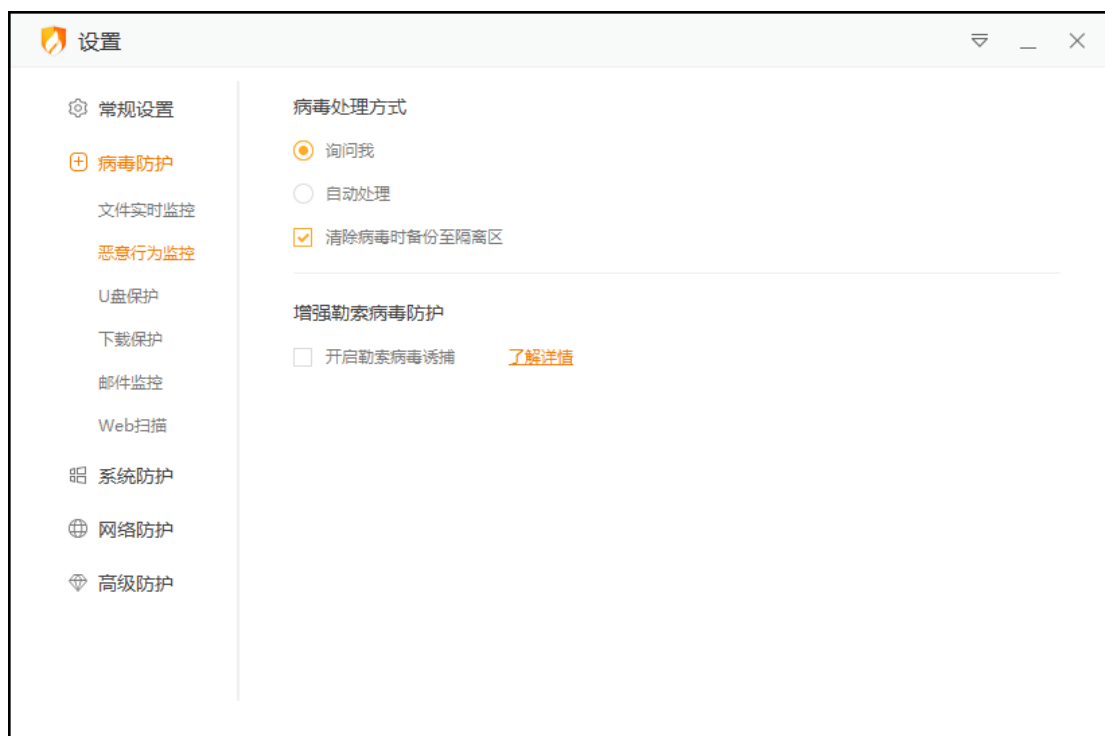 设置
常规设置
病毒防护
文件实时监控
恶意行为监控
U盘保护
下载保护
邮件监控
Web扫描
系统防护
网络防护
高级防护
病毒处理方式
询问我
自动处理
清除病毒时备份至隔离区
增强勒索病毒防护
开启勒索病毒诱捕 了解详情